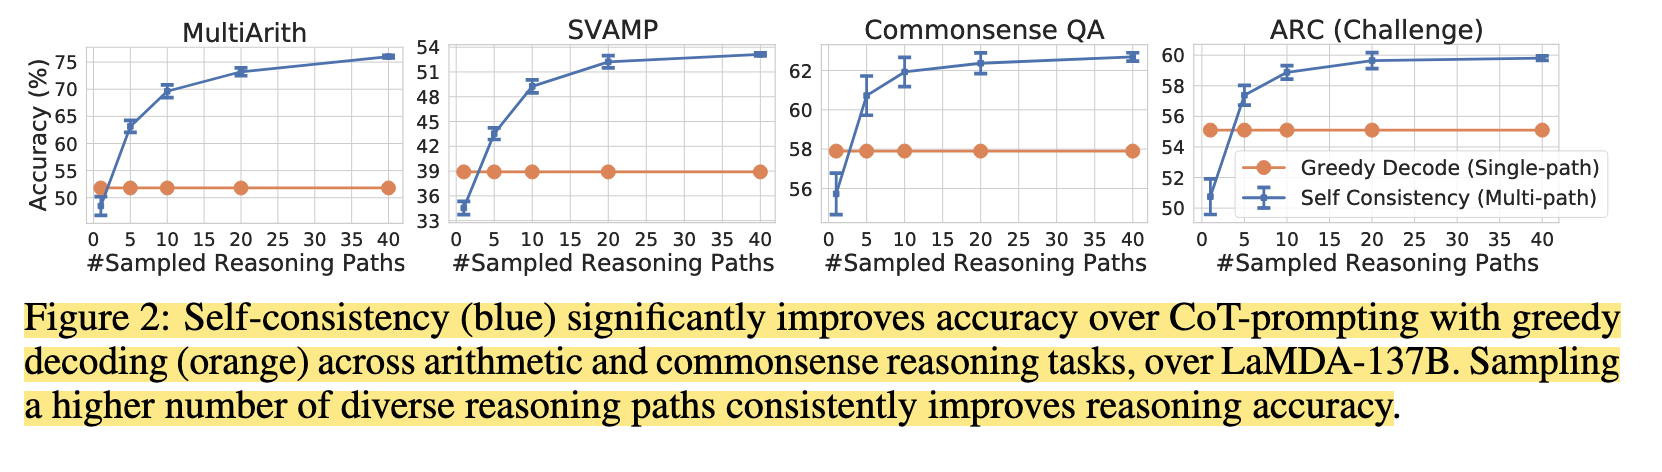 MultiArith
SVAMP
Commonsense QA
ARC (Challenge)
Accuracy (%)
75
70
65
60
55
50
0 5 10 15 20 25 30 35 40
#Sampled Reasoning Paths
54
51
48
45
42
39
36
33
0 5 10 15 20 25 30 35 40
#Sampled Reasoning Paths
62
60
58
56
0 5 10 15 20 25 30 35 40
#Sampled Reasoning Paths
60
58
56
54
52
50
0 5 10 15 20 25 30 35 40
#Sampled Reasoning Paths
Greedy Decode (Single-path)
Self Consistency (Multi-path)
Figure 2: Self-consistency (blue) significantly improves accuracy over CoT-prompting with greedy
decoding (orange) across arithmetic and commonsense reasoning tasks, over LaMDA-137B. Sampling
a higher number of diverse reasoning paths consistently improves reasoning accuracy.